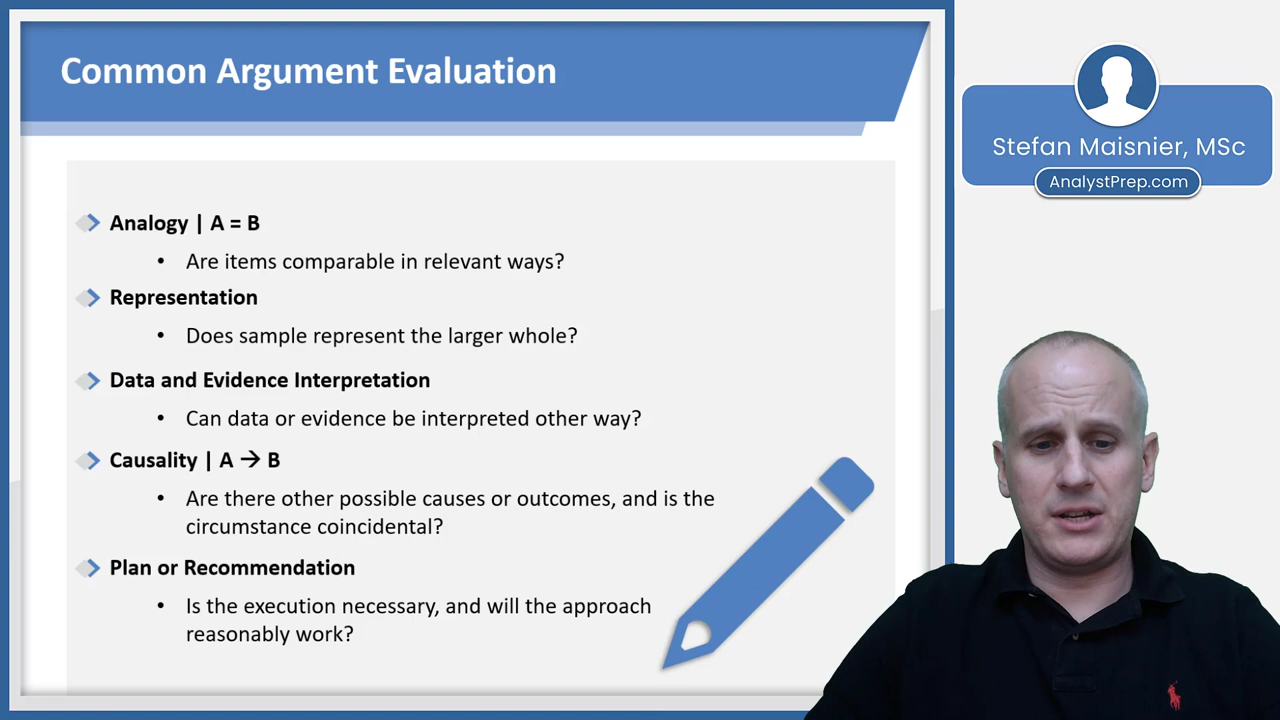 Common Argument Evaluation
Analogy | A = B
• Are items comparable in relevant ways?
Representation
• Does sample represent the larger whole?
Data and Evidence Interpretation
• Can data or evidence be interpreted other way?
Causality | A → B
• Are there other possible causes or outcomes, and is the
circumstance coincidental?
Plan or Recommendation
• Is the execution necessary, and will the approach
reasonably work?
Stefan Maisnier, MSc
AnalystPrep.com